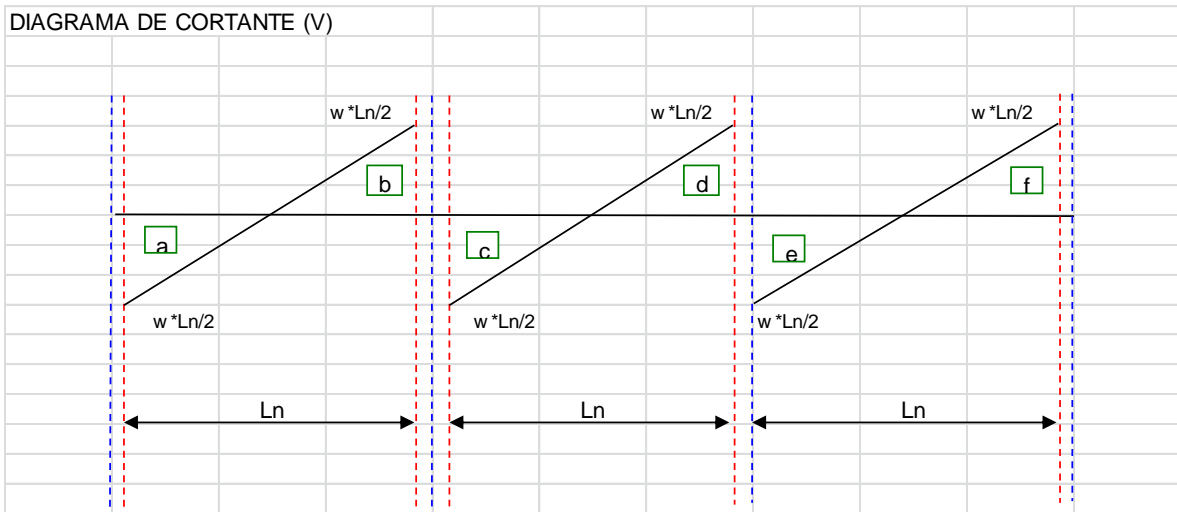 DIAGRAMA DE CORTANTE (V)
w*Ln/2 w*Ln/2 w*Ln/2
b d f
a c e
w*Ln/2 w*Ln/2 w*Ln/2
Ln Ln Ln